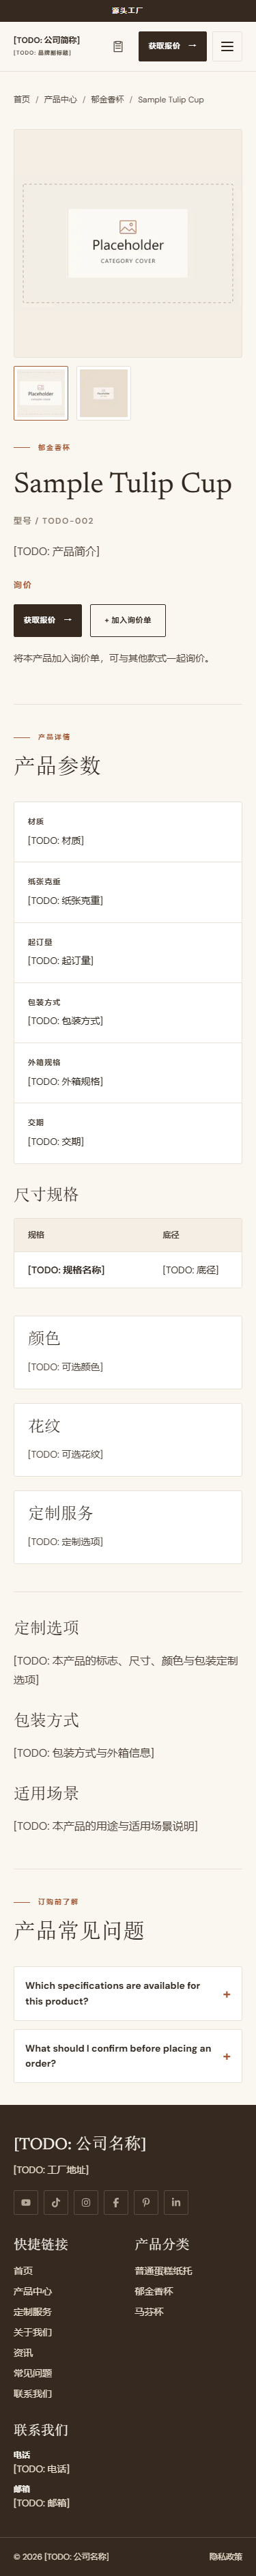 源头工厂
[TODO: 公司简称]
[TODO: 品牌副标题]
获取报价 →
首页 / 产品中心 / 郁金香杯 / Sample Tulip Cup
Placeholder
CATEGORY COVER
Placeholder
郁金香杯
Sample Tulip Cup
型号 / TODO-002
[TODO: 产品简介]
询价
获取报价 →
+ 加入询价单
将本产品加入询价单，可与其他款式一起询价。
产品详情
产品参数
材质
[TODO: 材质]
纸张克重
[TODO: 纸张克重]
起订量
[TODO: 起订量]
包装方式
[TODO: 包装方式]
外箱规格
[TODO: 外箱规格]
交期
[TODO: 交期]
尺寸规格
规格 底径
[TODO: 规格名称] [TODO: 底径]
颜色
[TODO: 可选颜色]
花纹
[TODO: 可选花纹]
定制服务
[TODO: 定制选项]
定制选项
[TODO: 本产品的标志、尺寸、颜色与包装定制
选项]
包装方式
[TODO: 包装方式与外箱信息]
适用场景
[TODO: 本产品的用途与适用场景说明]
订购前了解
产品常见问题
Which specifications are available for
this product?
+
What should I confirm before placing an
order?
+
[TODO: 公司名称]
[TODO: 工厂地址]
快捷链接
首页
产品中心
定制服务
关于我们
资讯
常见问题
联系我们
产品分类
普通蛋糕纸托
郁金香杯
马芬杯
联系我们
电话
[TODO: 电话]
邮箱
[TODO: 邮箱]
© 2026 [TODO: 公司名称]
隐私政策